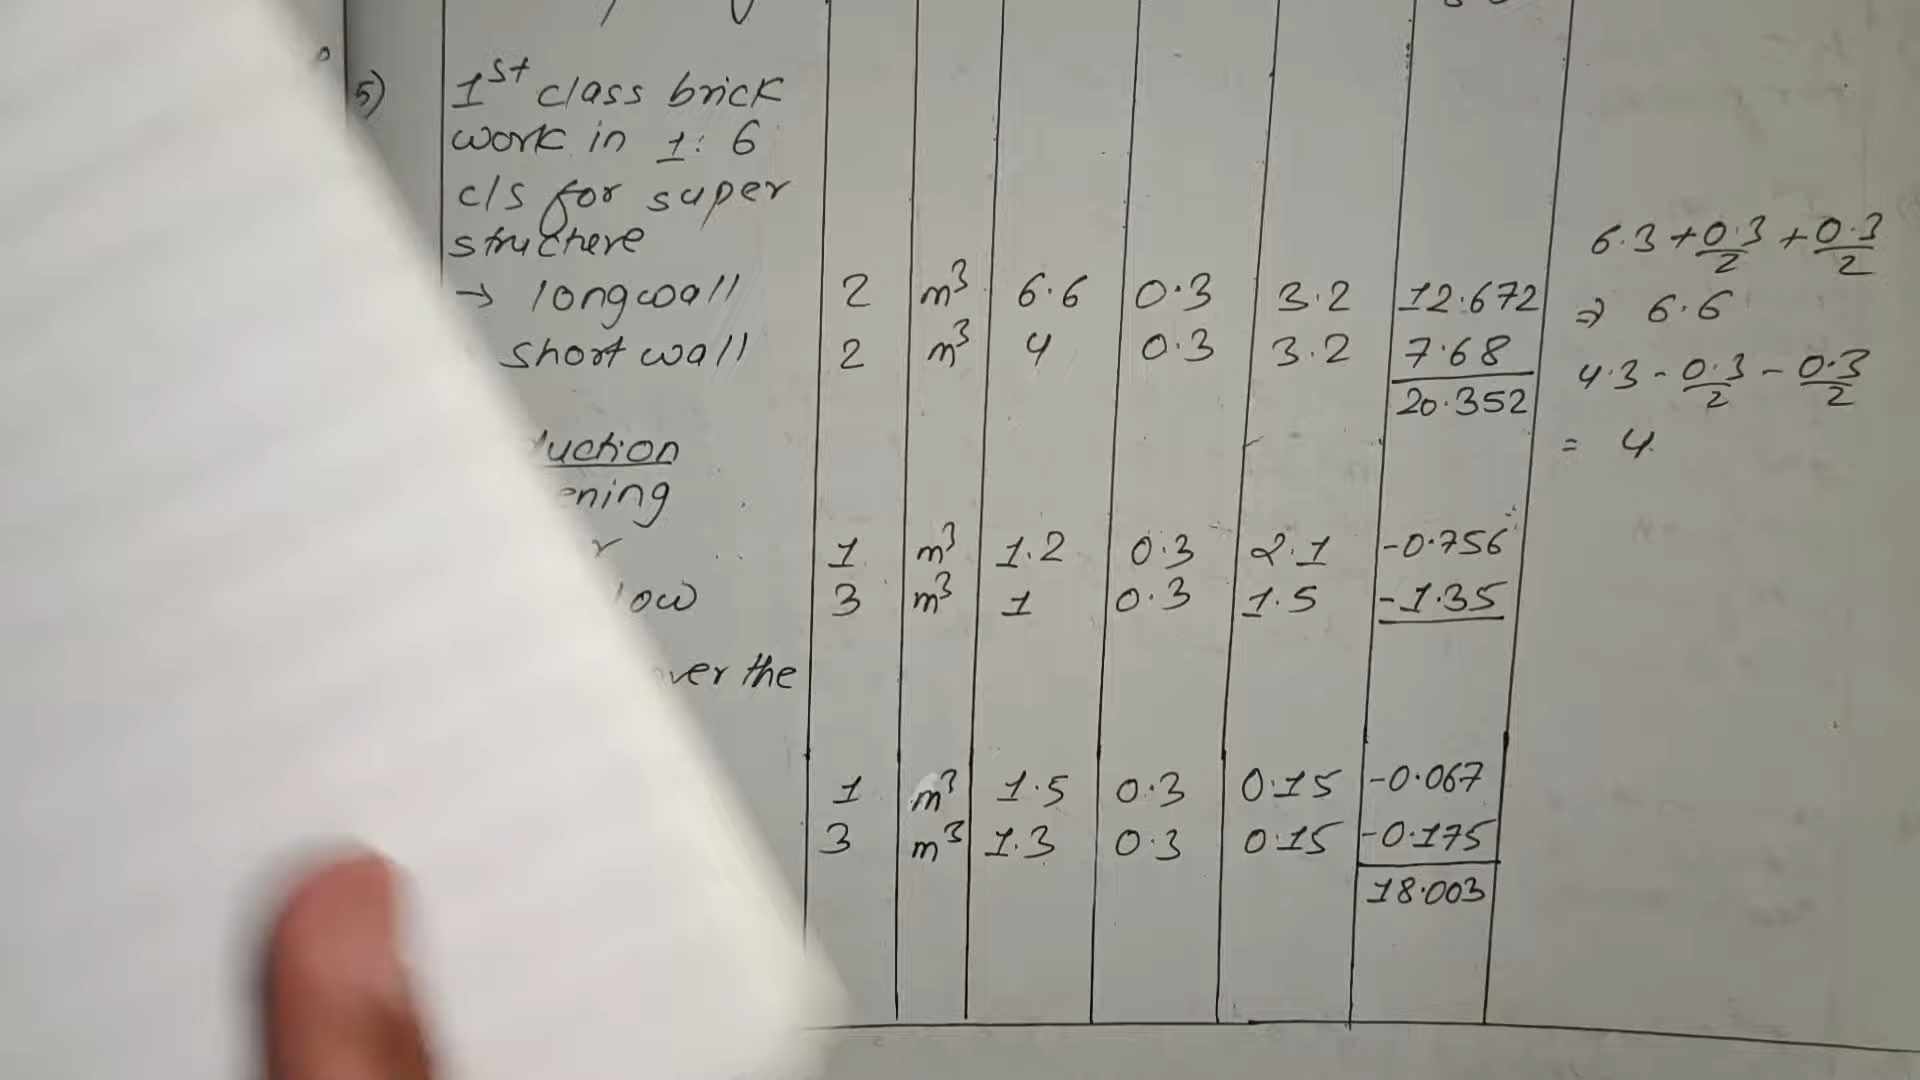 5) 1st class brick
work in 1:6
c/s for super
structere
6.3 + 0.3/2 + 0.3/2
→ longwall 2 m³ 6.6 0.3 3.2 12.672
⇒ 6.6
short wall 2 m³ 4 0.3 3.2 7.68
4.3 - 0.3/2 - 0.3/2
20.352
= 4.
uction
ening
r 1 m³ 1.2 0.3 2.1 -0.756
low 3 m³ 1 0.3 1.5 -1.35
ver the
1 m³ 1.5 0.3 0.15 -0.067
3 m³ 1.3 0.3 0.15 -0.175
18.003